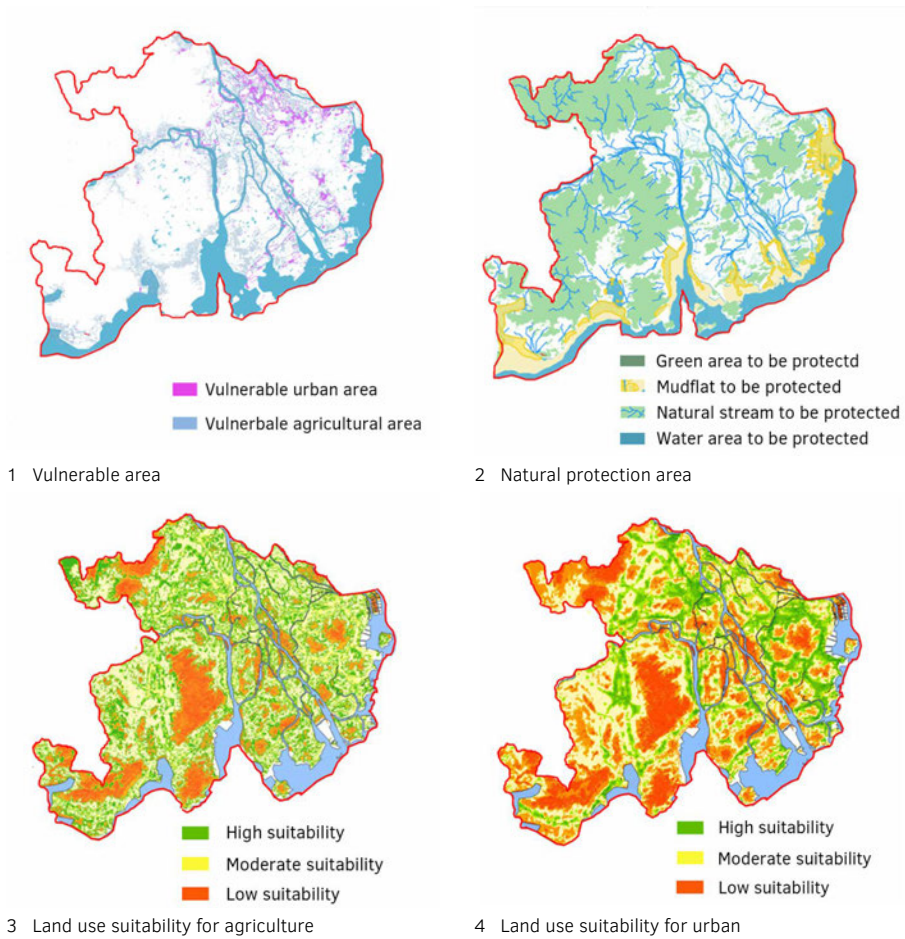 Vulnerable urban area
Vulnerbale agricultural area
1 Vulnerable area
Green area to be protectd
Mudflat to be protected
Natural stream to be protected
Water area to be protected
2 Natural protection area
High suitability
Moderate suitability
Low suitability
3 Land use suitability for agriculture
High suitability
Moderate suitability
Low suitability
4 Land use suitability for urban